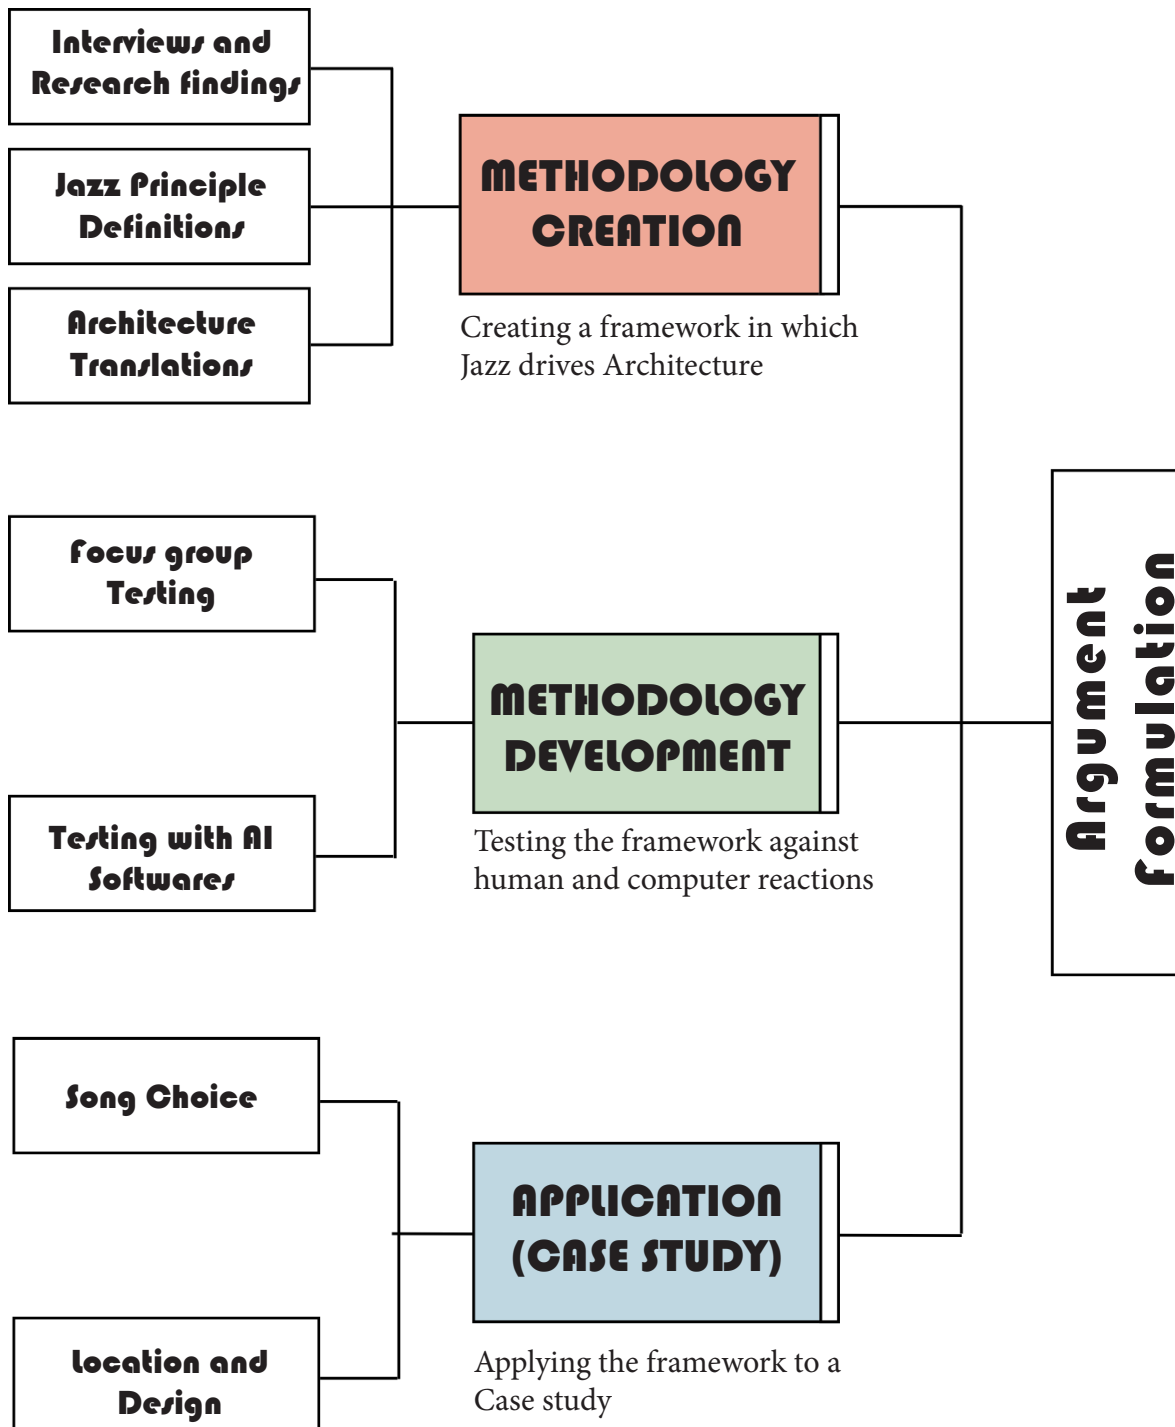 Interviews and
Research findings
Jazz Principle
Definitions
Architecture
Translations
METHODOLOGY
CREATION
Creating a framework in which
Jazz drives Architecture
Focus group
Testing
Testing with AI
Softwares
METHODOLOGY
DEVELOPMENT
Testing the framework against
human and computer reactions
Song Choice
Location and
Design
APPLICATION
(CASE STUDY)
Applying the framework to a
Case study
Argument
formulation